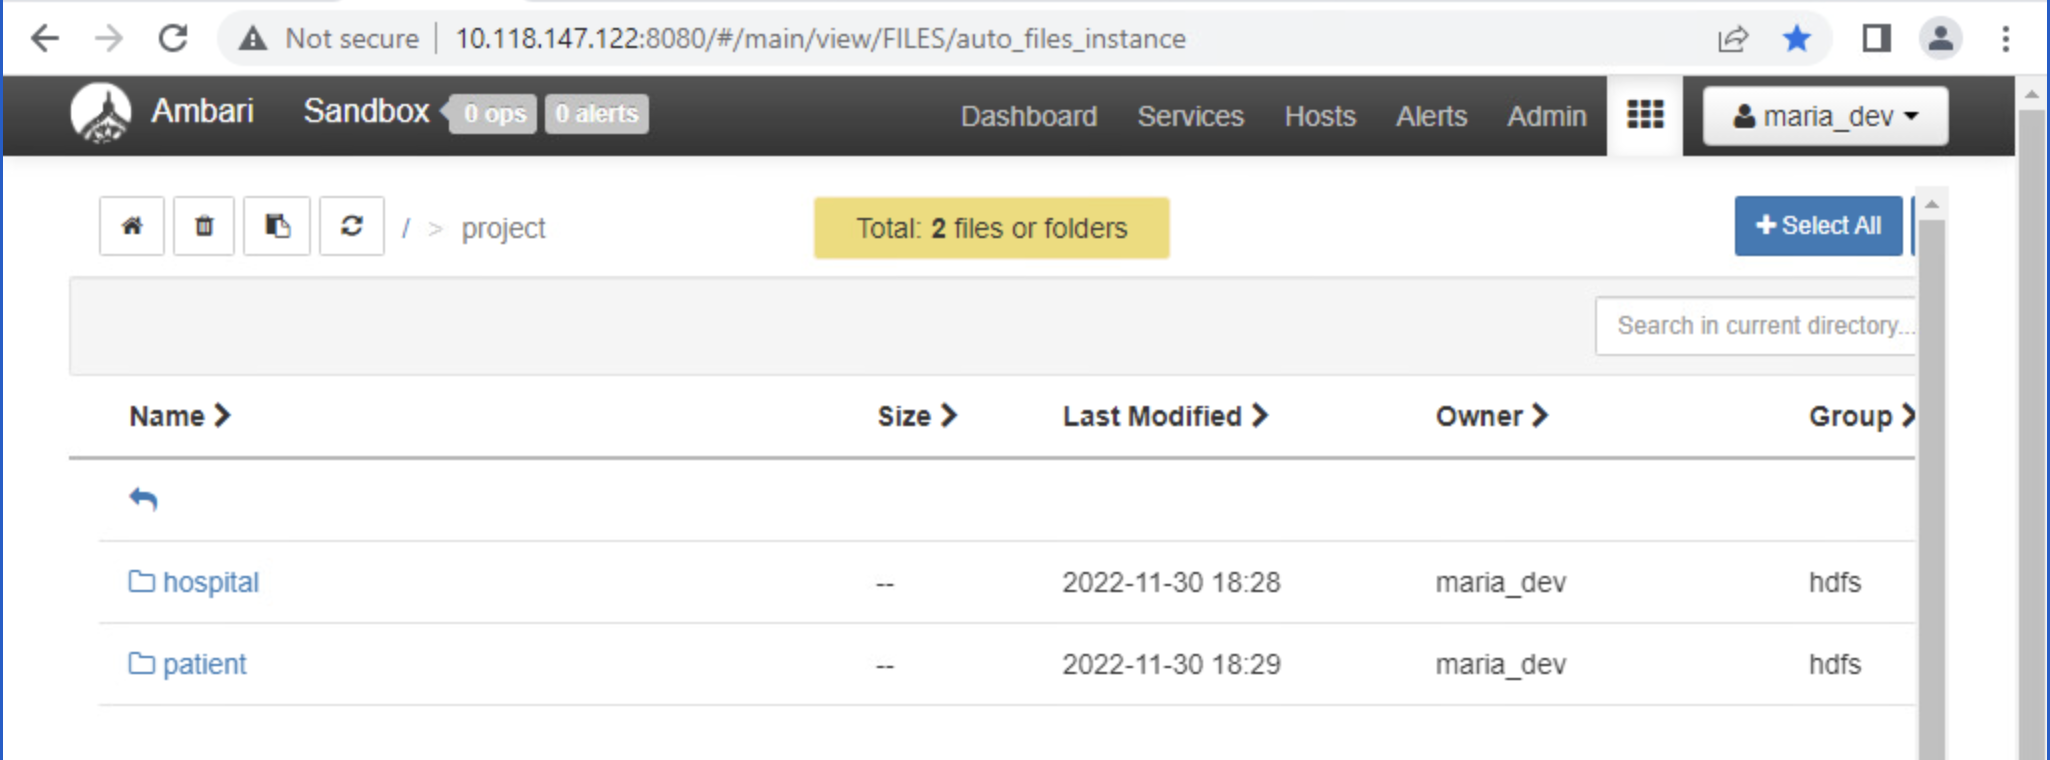 Not secure | 10.118.147.122:8080/#/main/view/FILES/auto_files_instance
Ambari Sandbox 0 ops 0 alerts Dashboard Services Hosts Alerts Admin maria_dev
/ > project Total: 2 files or folders Select All
Search in current directory...
Name Size Last Modified Owner Group
hospital -- 2022-11-30 18:28 maria_dev hdfs
patient -- 2022-11-30 18:29 maria_dev hdfs